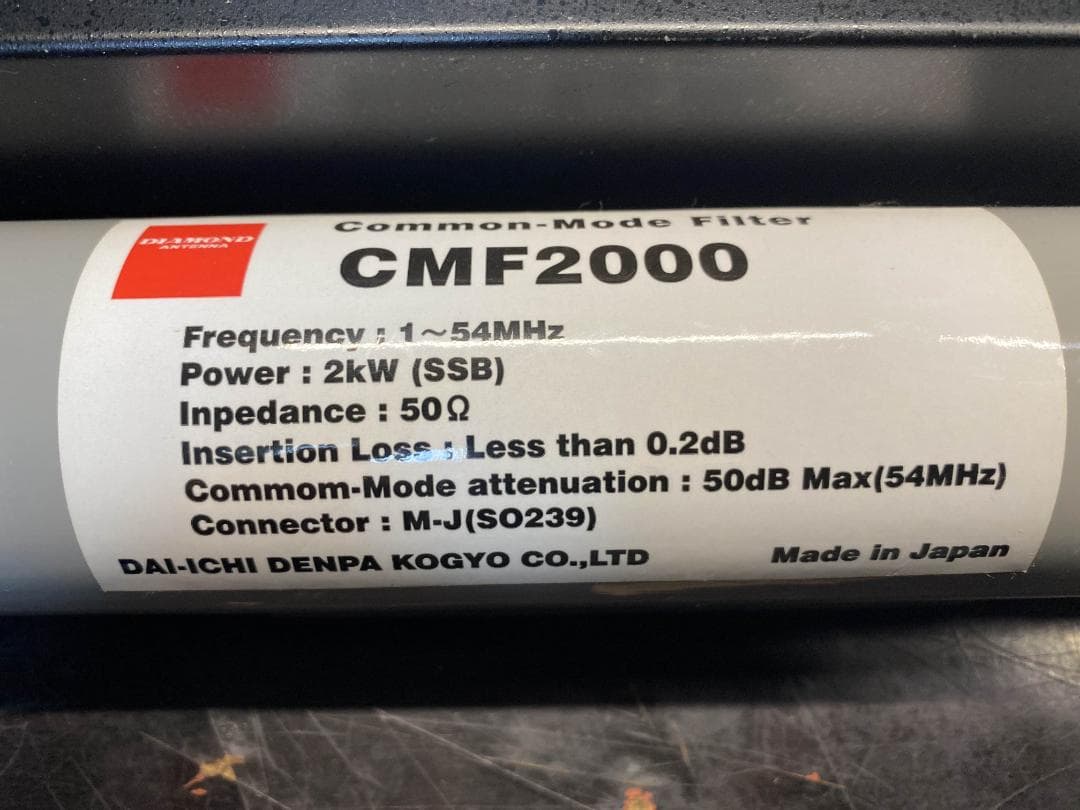 DIAMOND
ANTENNA
Common-Mode Filter
CMF2000
Frequency : 1～54MHz
Power : 2kW (SSB)
Inpedance : 50Ω
Insertion Loss : Less than 0.2dB
Commom-Mode attenuation : 50dB Max(54MHz)
Connector : M-J(SO239)
DAI-ICHI DENPA KOGYO CO.,LTD Made in Japan